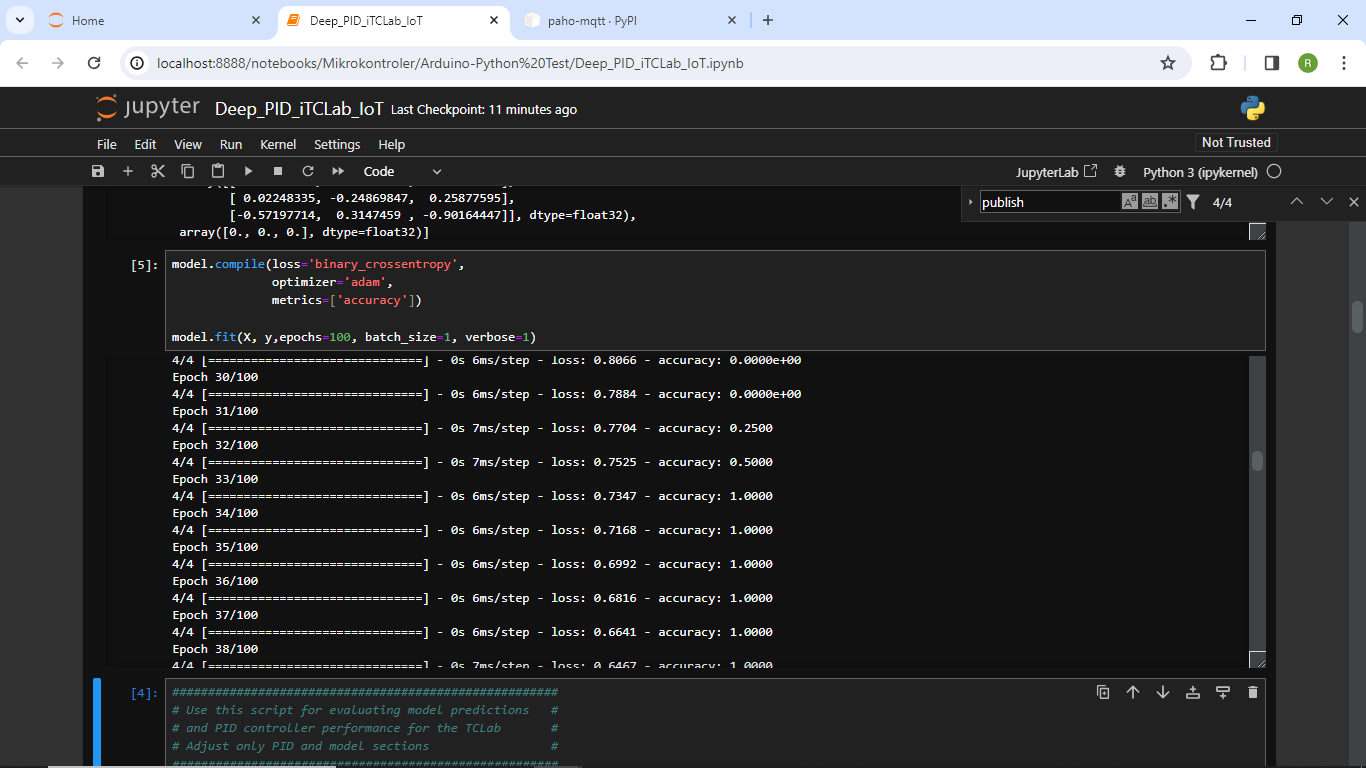 Home
Deep_PID_iTCLab_IoT
paho-mqtt · PyPI
localhost:8888/notebooks/Mikrokontroler/Arduino-Python%20Test/Deep_PID_iTCLab_IoT.ipynb
R
jupyter Deep_PID_iTCLab_IoT Last Checkpoint: 11 minutes ago
File Edit View Run Kernel Settings Help
Not Trusted
Code
JupyterLab
Python 3 (ipykernel)
publish
4/4
[ 0.02248335, -0.24869847, 0.25877595],
[-0.57197714, 0.3147459 , -0.90164447]], dtype=float32),
array([0., 0., 0.], dtype=float32)]
[5]: model.compile(loss='binary_crossentropy',
optimizer='adam',
metrics=['accuracy'])
model.fit(X, y,epochs=100, batch_size=1, verbose=1)
4/4 [==============================] - 0s 6ms/step - loss: 0.8066 - accuracy: 0.0000e+00
Epoch 30/100
4/4 [==============================] - 0s 6ms/step - loss: 0.7884 - accuracy: 0.0000e+00
Epoch 31/100
4/4 [==============================] - 0s 7ms/step - loss: 0.7704 - accuracy: 0.2500
Epoch 32/100
4/4 [==============================] - 0s 7ms/step - loss: 0.7525 - accuracy: 0.5000
Epoch 33/100
4/4 [==============================] - 0s 6ms/step - loss: 0.7347 - accuracy: 1.0000
Epoch 34/100
4/4 [==============================] - 0s 6ms/step - loss: 0.7168 - accuracy: 1.0000
Epoch 35/100
4/4 [==============================] - 0s 6ms/step - loss: 0.6992 - accuracy: 1.0000
Epoch 36/100
4/4 [==============================] - 0s 6ms/step - loss: 0.6816 - accuracy: 1.0000
Epoch 37/100
4/4 [==============================] - 0s 6ms/step - loss: 0.6641 - accuracy: 1.0000
Epoch 38/100
4/4 [==============================] - 0s 7ms/step - loss: 0.6467 - accuracy: 1.0000
[4]: ######################################################
# Use this script for evaluating model predictions #
# and PID controller performance for the TCLab #
# Adjust only PID and model sections #
######################################################